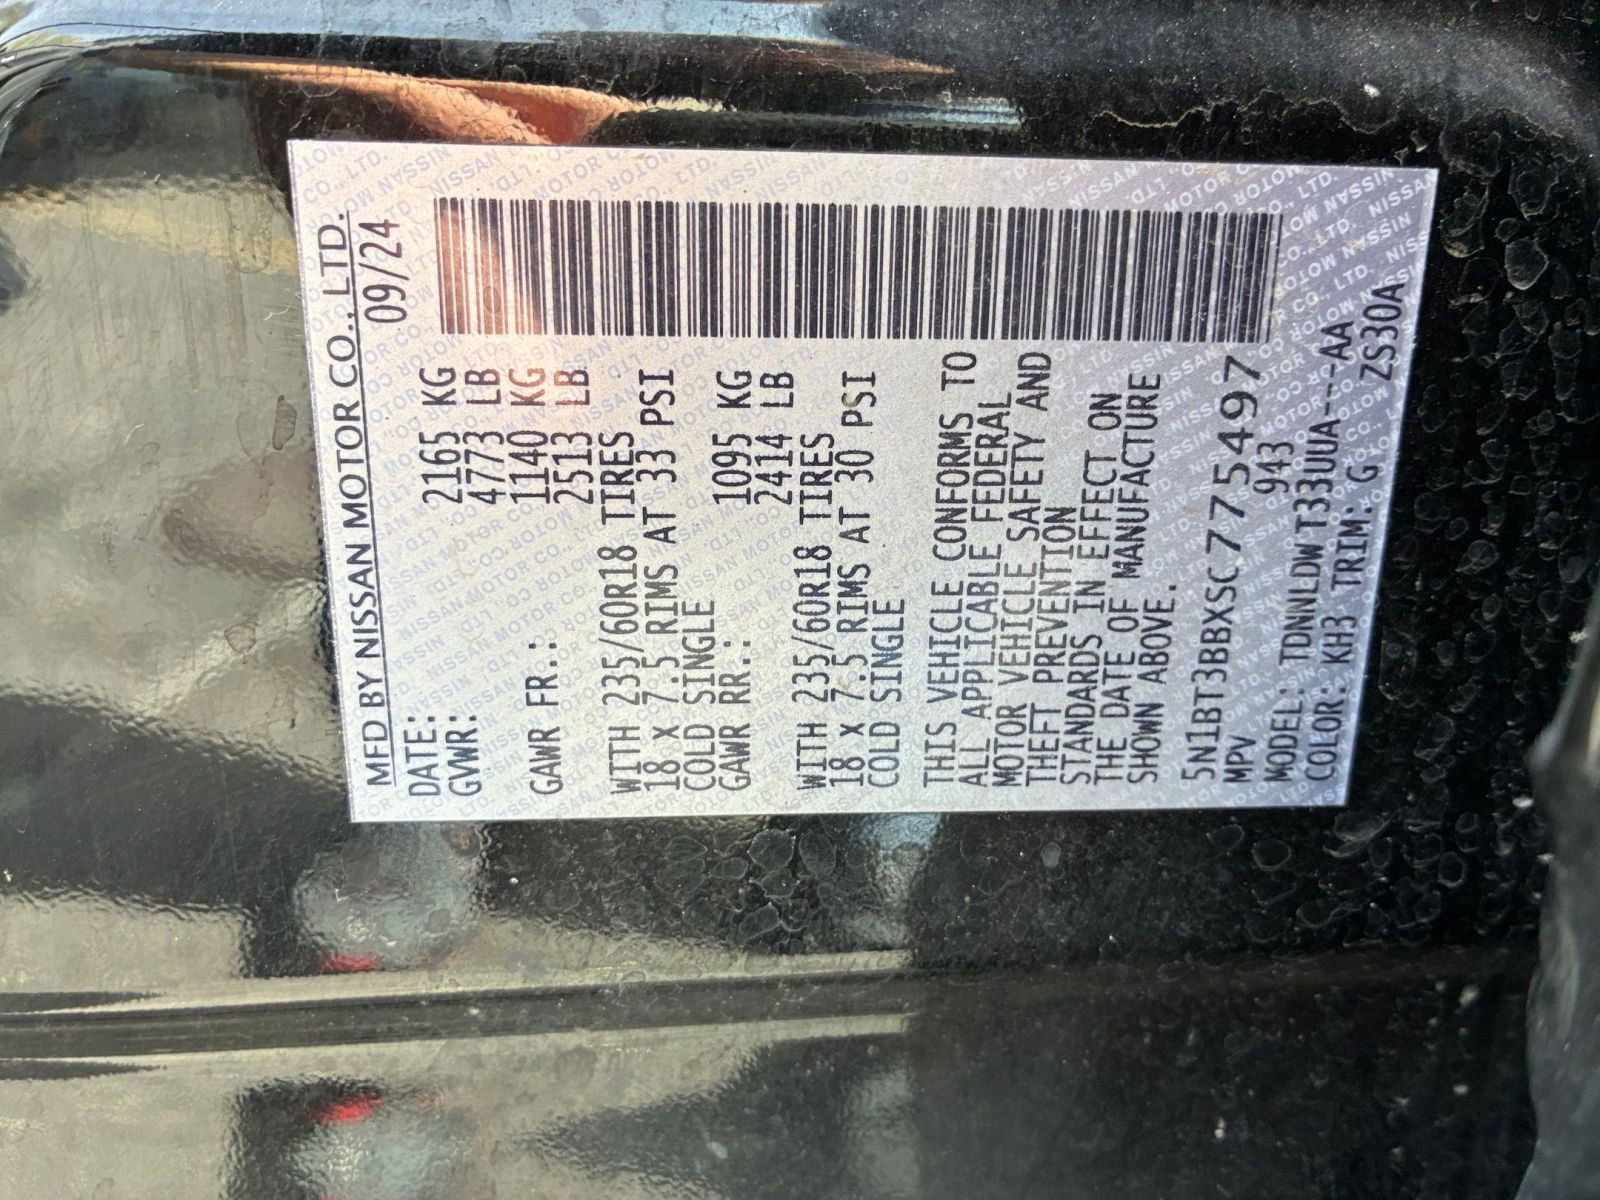 MFD BY NISSAN MOTOR CO., LTD.
DATE: 09/24
GVWR: 2165 KG
4773 LB
GAWR FR.: 1140 KG
2513 LB
WITH 235/60R18 TIRES
18 X 7.5 RIMS AT 33 PSI
COLD SINGLE
GAWR RR.: 1095 KG
2414 LB
WITH 235/60R18 TIRES
18 X 7.5 RIMS AT 30 PSI
COLD SINGLE
THIS VEHICLE CONFORMS TO
ALL APPLICABLE FEDERAL
MOTOR VEHICLE SAFETY AND
THEFT PREVENTION
STANDARDS IN EFFECT ON
THE DATE OF MANUFACTURE
SHOWN ABOVE.
5N1BT3BBXSC775497
MPV 943
MODEL: TDNNLDWT33UUA---AA
COLOR: KH3 TRIM: G ZS30A